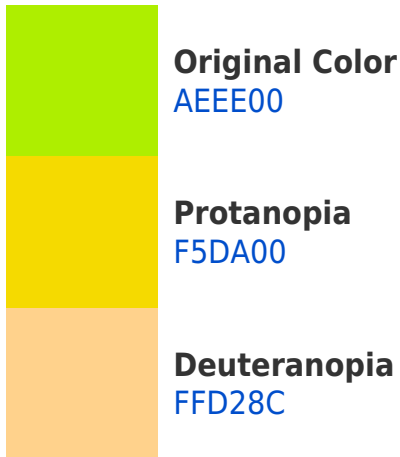 Original Color
AEEE00
Protanopia
F5DA00
Deuteranopia
FFD28C